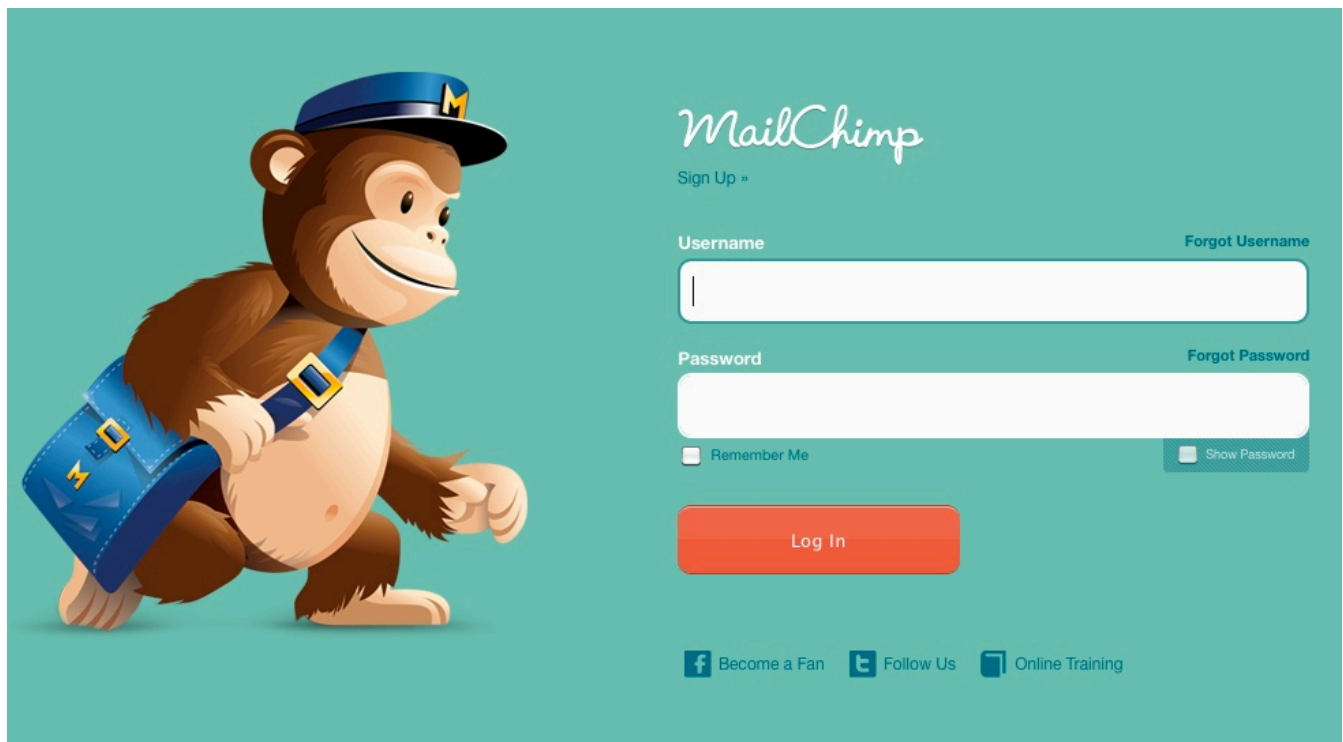 M
M
MailChimp
Sign Up »
Username Forgot Username
Password Forgot Password
Remember Me Show Password
Log In
Become a Fan Follow Us Online Training